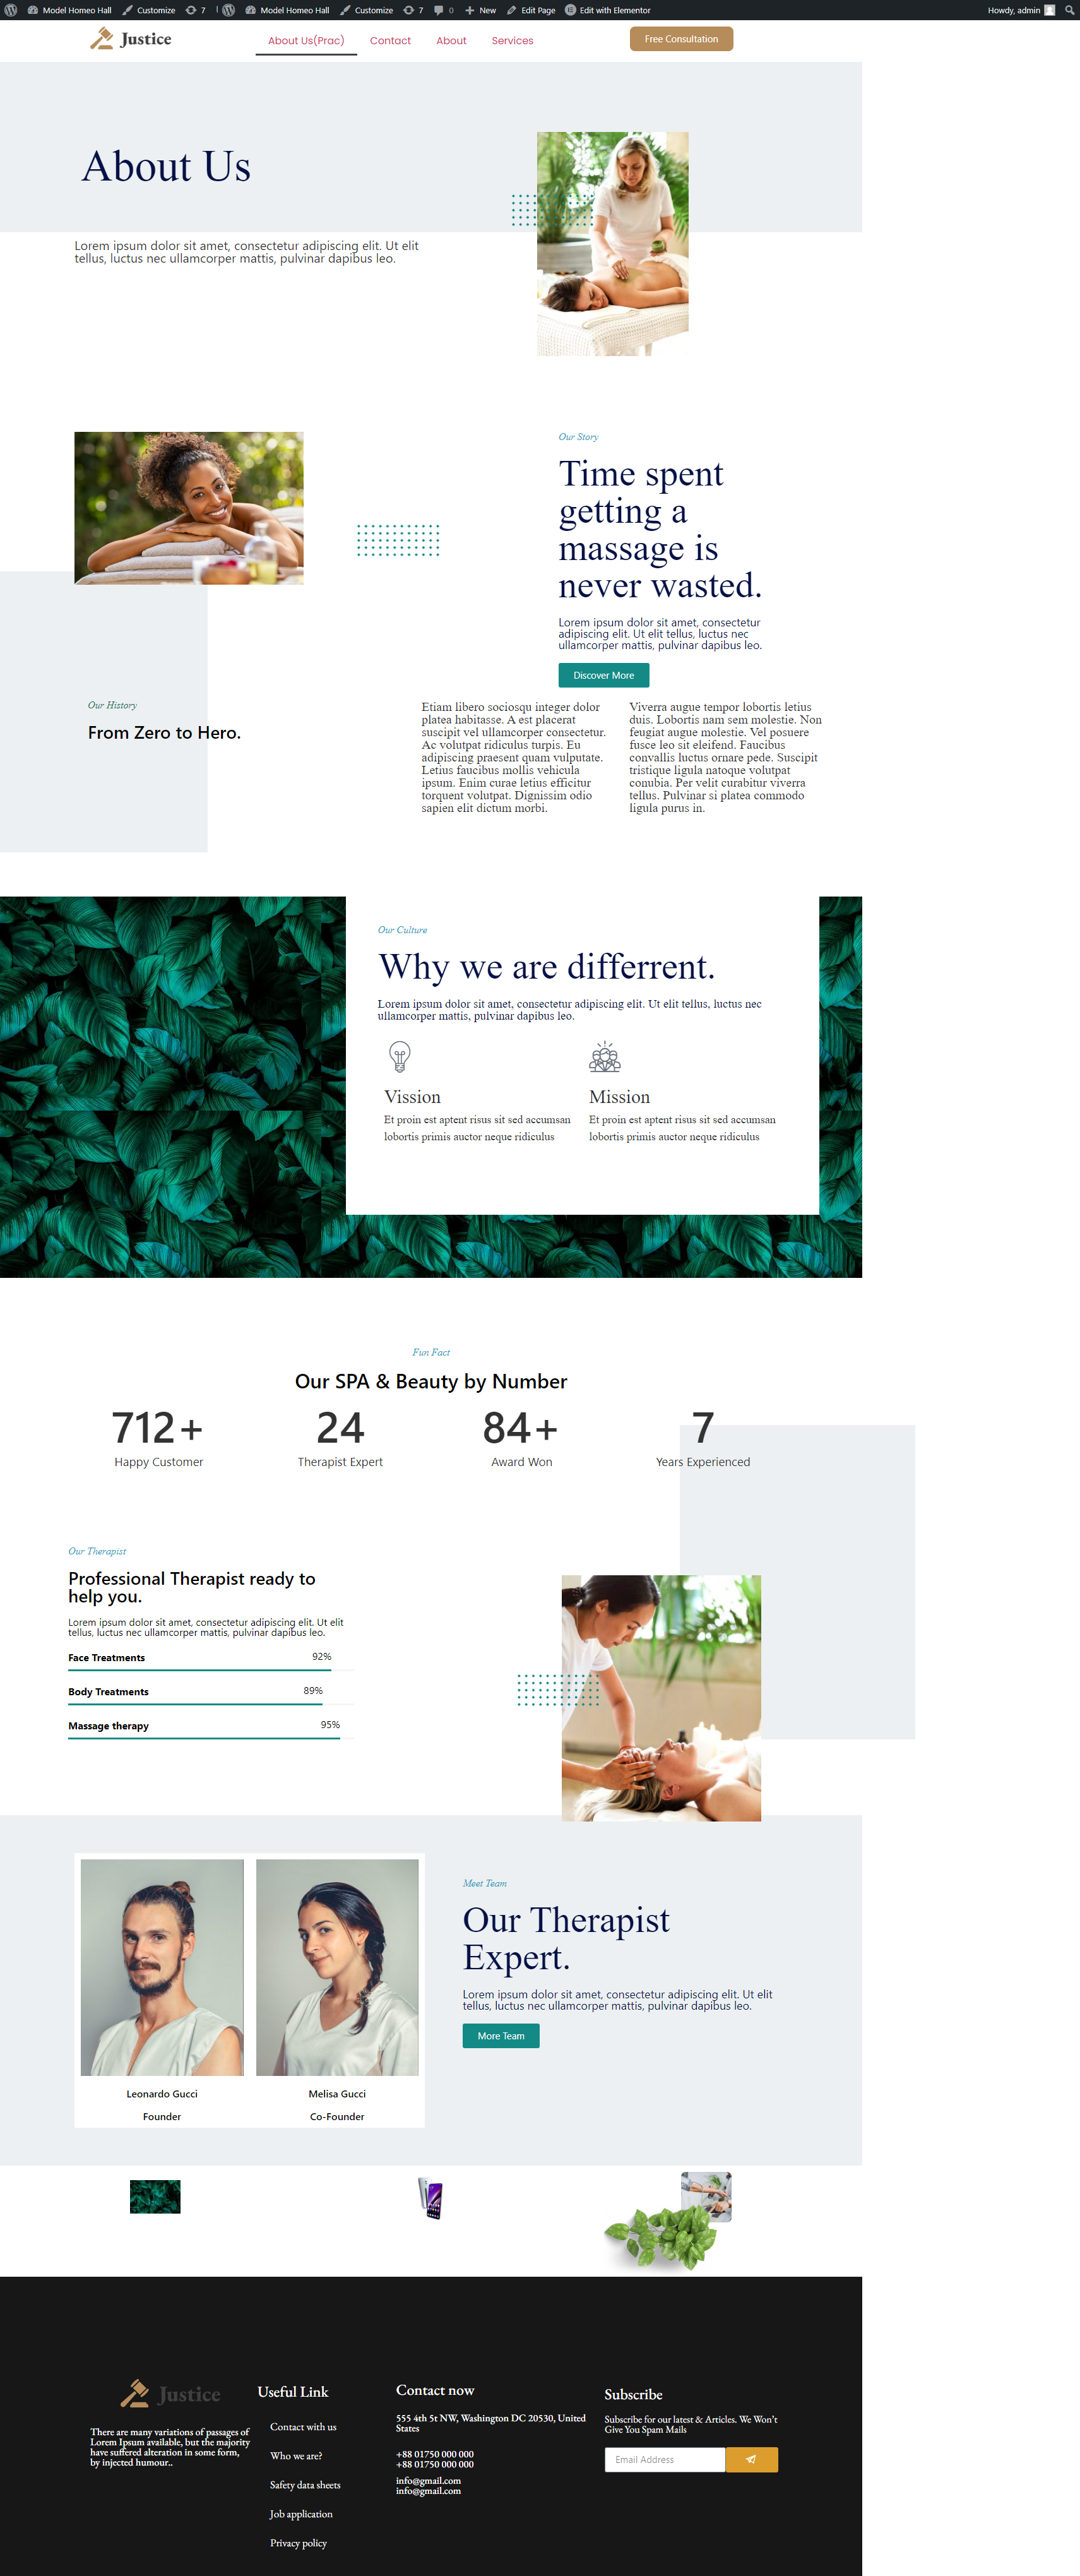 Model Homeo Hall Customize 7 Model Homeo Hall Customize 7 0 New Edit Page Edit with Elementor Howdy, admin
Justice
About Us(Prac) Contact About Services
Free Consultation
About Us
Lorem ipsum dolor sit amet, consectetur adipiscing elit. Ut elit
tellus, luctus nec ullamcorper mattis, pulvinar dapibus leo.
Our Story
Time spent
getting a
massage is
never wasted.
Lorem ipsum dolor sit amet, consectetur
adipiscing elit. Ut elit tellus, luctus nec
ullamcorper mattis, pulvinar dapibus leo.
Discover More
Our History
From Zero to Hero.
Etiam libero sociosqu integer dolor
platea habitasse. A est placerat
suscipit vel ullamcorper consectetur.
Ac volutpat ridiculus turpis. Eu
adipiscing praesent quam vulputate.
Letius faucibus mollis vehicula
ipsum. Enim curae letius efficitur
torquent volutpat. Dignissim odio
sapien elit dictum morbi.
Viverra augue tempor lobortis letius
duis. Lobortis nam sem molestie. Non
feugiat augue molestie. Vel posuere
fusce leo sit eleifend. Faucibus
convallis luctus ornare pede. Suscipit
tristique ligula natoque volutpat
conubia. Per velit curabitur viverra
tellus. Pulvinar si platea commodo
ligula purus in.
Our Culture
Why we are differrent.
Lorem ipsum dolor sit amet, consectetur adipiscing elit. Ut elit tellus, luctus nec
ullamcorper mattis, pulvinar dapibus leo.
Vission
Et proin est aptent risus sit sed accumsan
lobortis primis auctor neque ridiculus
Mission
Et proin est aptent risus sit sed accumsan
lobortis primis auctor neque ridiculus
Fun Fact
Our SPA & Beauty by Number
712+
Happy Customer
24
Therapist Expert
84+
Award Won
7
Years Experienced
Our Therapist
Professional Therapist ready to
help you.
Lorem ipsum dolor sit amet, consectetur adipiscing elit. Ut elit
tellus, luctus nec ullamcorper mattis, pulvinar dapibus leo.
Face Treatments 92%
Body Treatments 89%
Massage therapy 95%
Leonardo Gucci
Founder
Melisa Gucci
Co-Founder
Meet Team
Our Therapist
Expert.
Lorem ipsum dolor sit amet, consectetur adipiscing elit. Ut elit
tellus, luctus nec ullamcorper mattis, pulvinar dapibus leo.
More Team
Justice
There are many variations of passages of
Lorem Ipsum available, but the majority
have suffered alteration in some form,
by injected humour..
Useful Link
Contact with us
Who we are?
Safety data sheets
Job application
Privacy policy
Contact now
555 4th 5t NW, Washington DC 20530, United
States
+88 01750 000 000
+88 01750 000 000
info@gmail.com
info@gmail.com
Subscribe
Subscribe for our latest & Articles. We Won't
Give You Spam Mails
Email Address